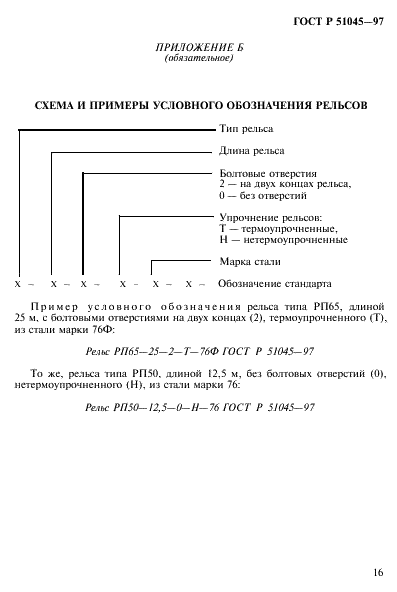 ГОСТ Р 51045—97
ПРИЛОЖЕНИЕ Б
(обязательное)
СХЕМА И ПРИМЕРЫ УСЛОВНОГО ОБОЗНАЧЕНИЯ РЕЛЬСОВ
Тип рельса
Длина рельса
Болтовые отверстия
2 — на двух концах рельса,
0 — без отверстий
Упрочнение рельсов:
Т — термоупрочненные,
Н — нетермоупрочненные
Марка стали
Х – Х – Х – Х – Х – Х – Обозначение стандарта
Пример условного обозначения рельса типа РП65, длиной
25 м, с болтовыми отверстиями на двух концах (2), термоупрочненного (Т),
из стали марки 76Ф:
Рельс РП65—25—2—Т—76Ф ГОСТ Р 51045—97
То же, рельса типа РП50, длиной 12,5 м, без болтовых отверстий (0),
нетермоупрочненного (Н), из стали марки 76:
Рельс РП50—12,5—0—Н—76 ГОСТ Р 51045—97
16